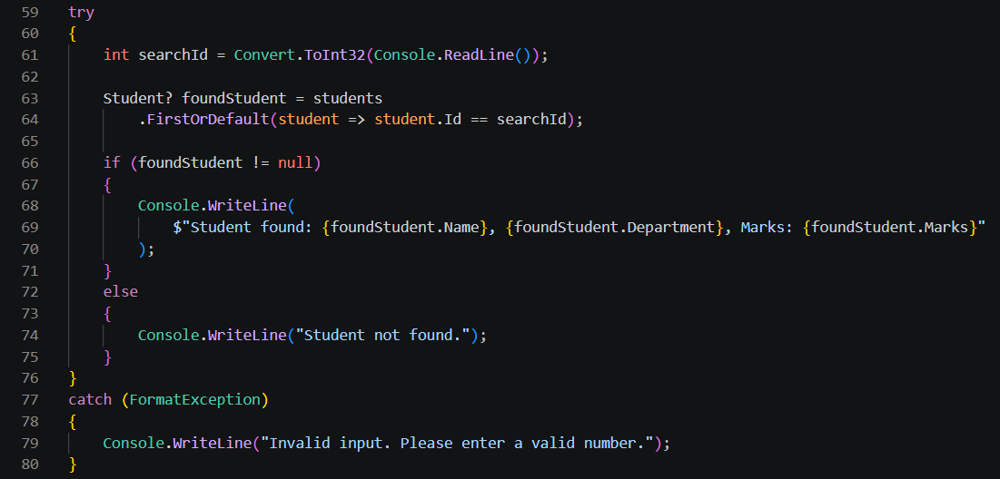 59 try
60 {
61     int searchId = Convert.ToInt32(Console.ReadLine());
62
63     Student? foundStudent = students
64         .FirstOrDefault(student => student.Id == searchId);
65
66     if (foundStudent != null)
67     {
68         Console.WriteLine(
69             $"Student found: {foundStudent.Name}, {foundStudent.Department}, Marks: {foundStudent.Marks}"
70         );
71     }
72     else
73     {
74         Console.WriteLine("Student not found.");
75     }
76 }
77 catch (FormatException)
78 {
79     Console.WriteLine("Invalid input. Please enter a valid number.");
80 }